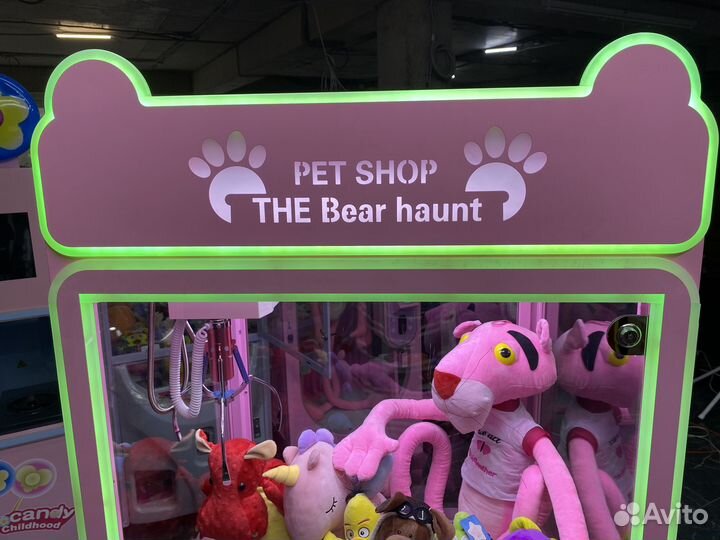 PET SHOP
THE Bear haunt
candy
Childhood
Avito